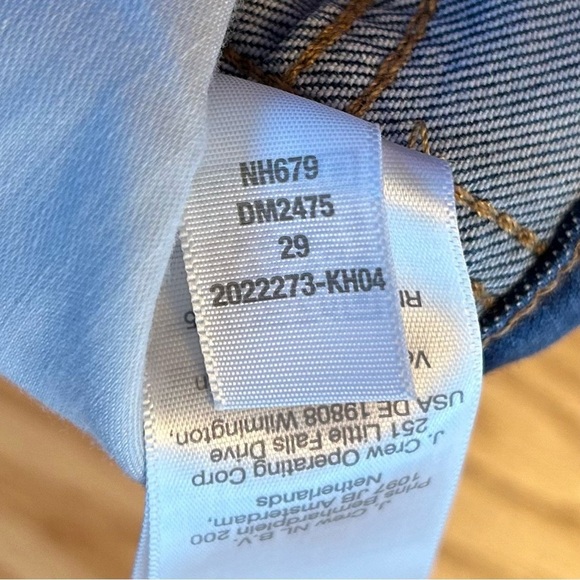 NH679
DM2475
29
2022273-KH04
J. Crew NL B.V.
Prins Bernhardplein 200
1097 JB Amsterdam,
Netherlands
J. Crew Operating Corp
251 Little Falls Drive
USA DE 19808 Wilmington,